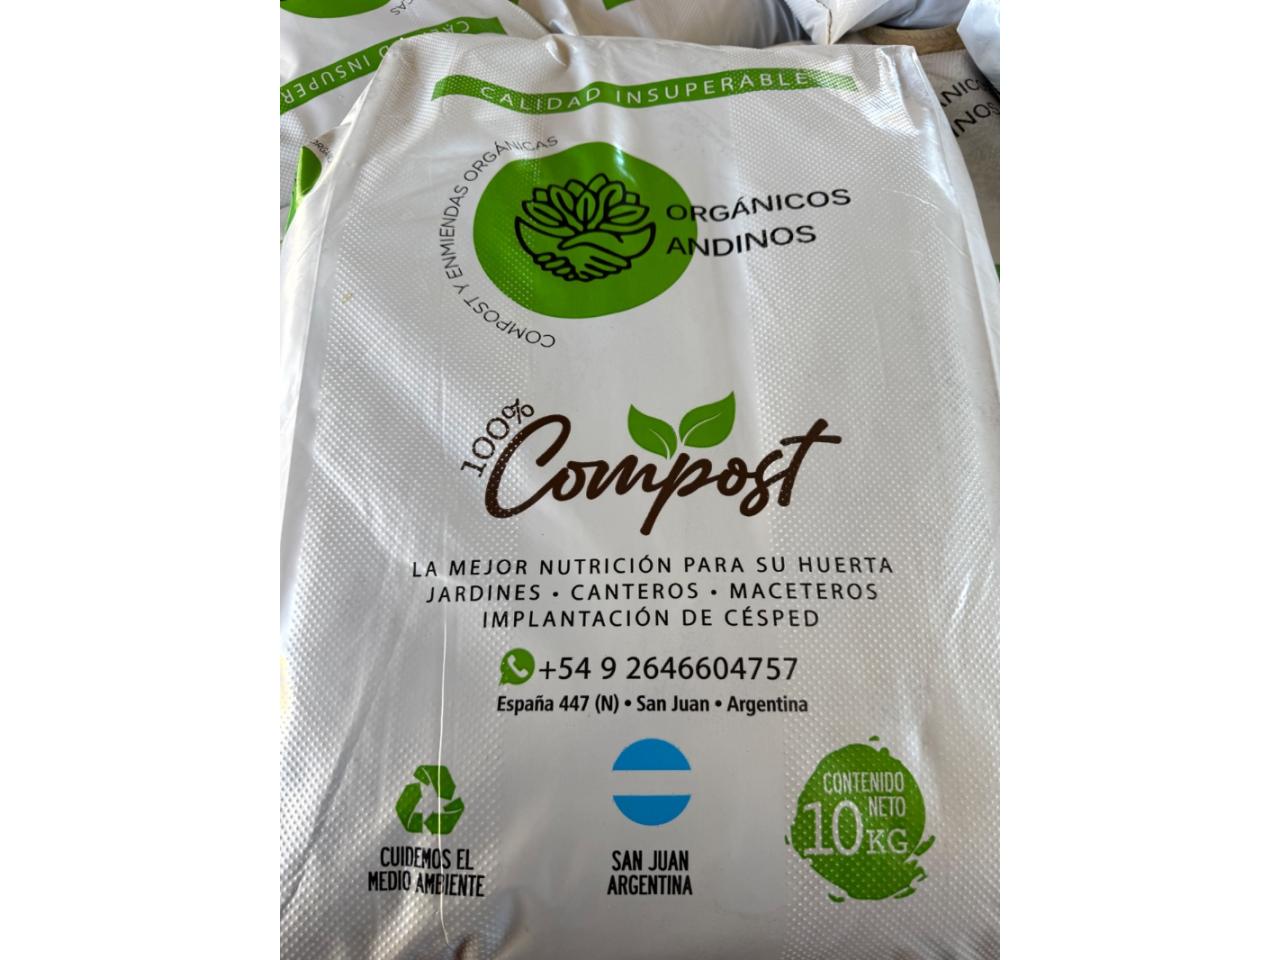 CALIDAD INSUPERABLE
COMPOST Y ENMIENDAS ORGÁNICAS
ORGÁNICOS
ANDINOS
100%
Compost
LA MEJOR NUTRICIÓN PARA SU HUERTA
JARDINES • CANTEROS • MACETEROS
IMPLANTACIÓN DE CÉSPED
+54 9 2646604757
España 447 (N) • San Juan • Argentina
CUIDEMOS EL
MEDIO AMBIENTE
SAN JUAN
ARGENTINA
CONTENIDO
NETO
10 KG